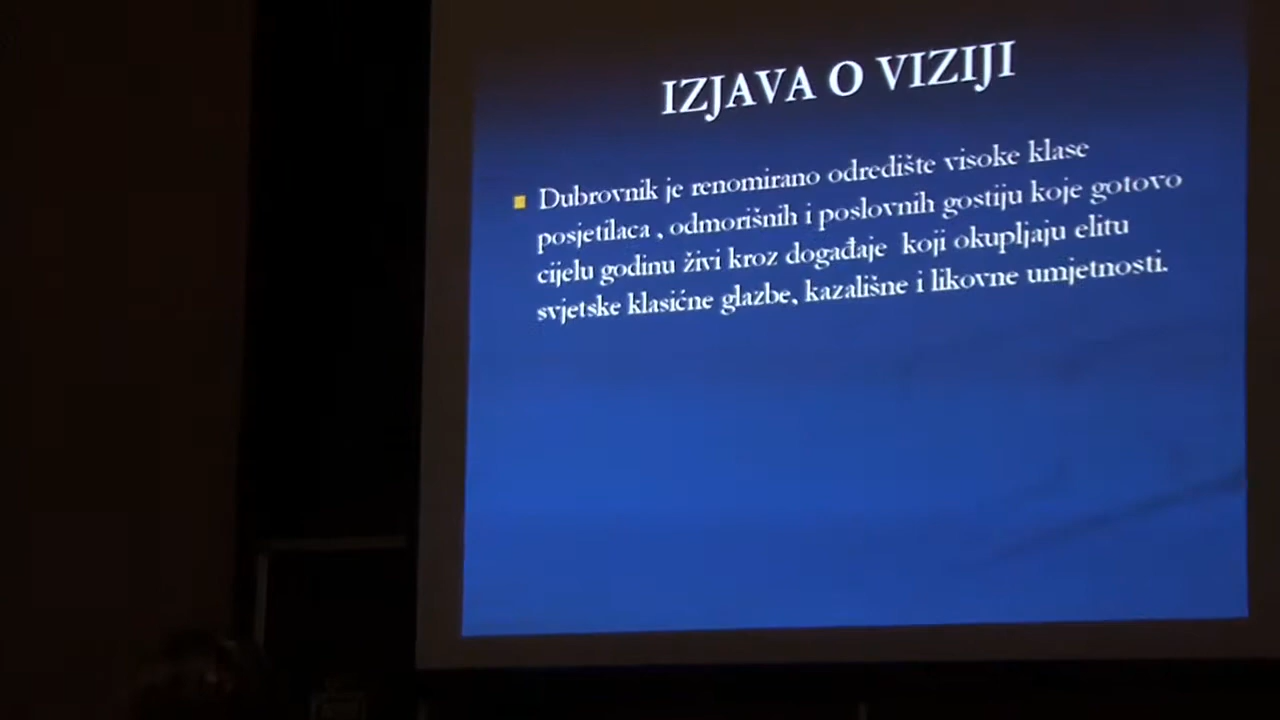 IZJAVA O VIZIJI
Dubrovnik je renomirano odredište visoke klase
posjetilaca , odmorišnih i poslovnih gostiju koje gotovo
cijelu godinu živi kroz događaje koji okupljaju elitu
svjetske klasićne glazbe, kazališne i likovne umjetnosti.